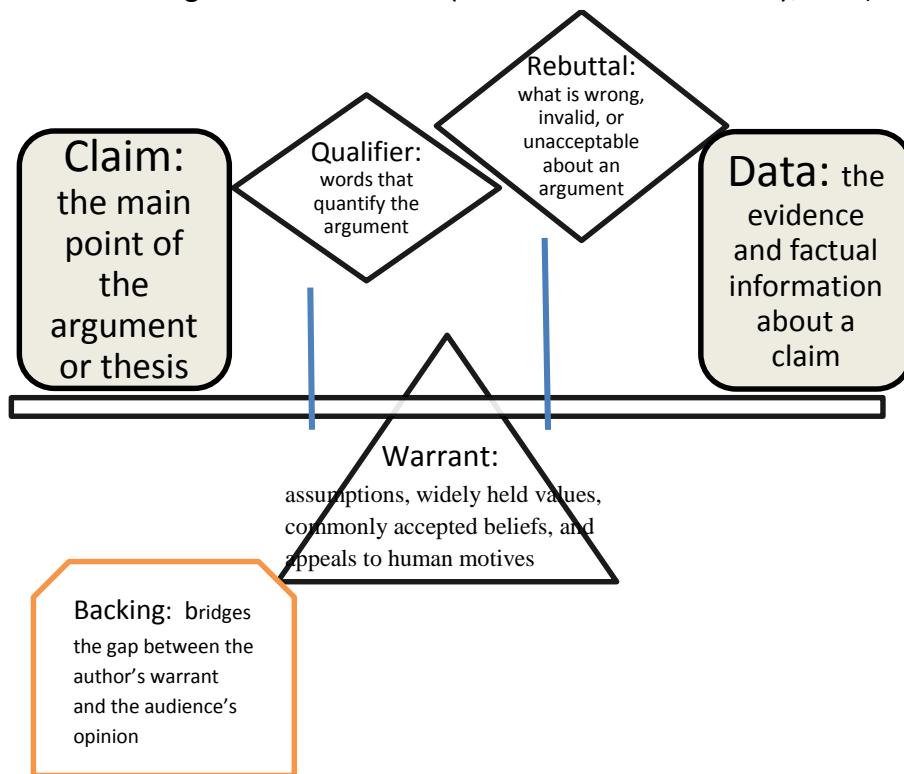 Claim:
the main
point of
the
argument
or thesis
Qualifier:
words that
quantify the
argument
Rebuttal:
what is wrong,
invalid, or
unacceptable
about an
argument
Data: the
evidence
and factual
information
about a
claim
Warrant:
assumptions, widely held values,
commonly accepted beliefs, and
appeals to human motives
Backing: bridges
the gap between the
author's warrant
and the audience's
opinion